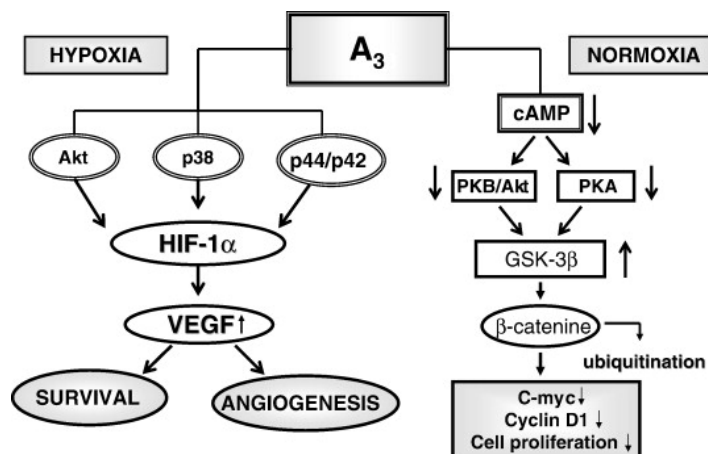 HYPOXIA
A3
NORMOXIA
Akt
p38
p44/p42
HIF-1α
VEGF↑
SURVIVAL
ANGIOGENESIS
cAMP ↓
↓ PKB/Akt
PKA ↓
GSK-3β ↑
β-catenine
ubiquitination
C-myc↓
Cyclin D1 ↓
Cell proliferation ↓